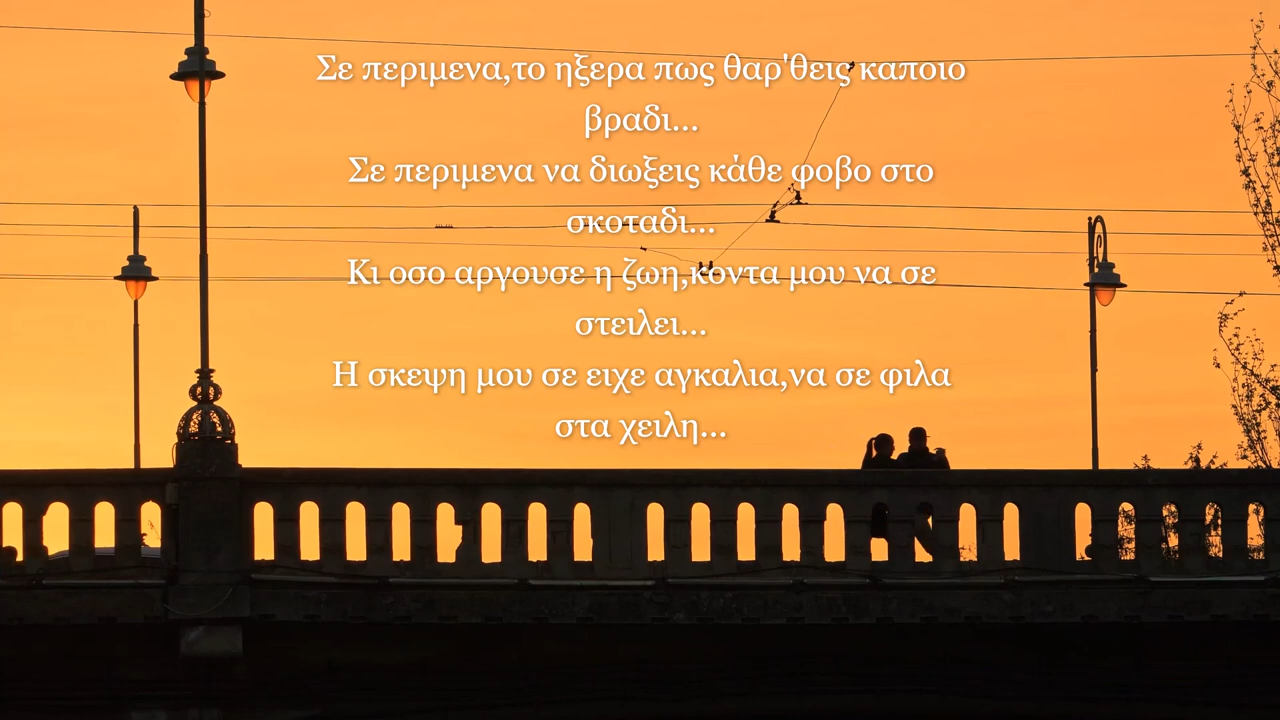 Σε περιμενα,το ηξερα πως θαρ'θεις καποιο
βραδι...
Σε περιμενα να διωξεις κάθε φοβο στο
σκοταδι...
Κι οσο αργουσε η ζωη,κοντα μου να σε
στειλει...
Η σκεψη μου σε ειχε αγκαλια,να σε φιλα
στα χειλη...